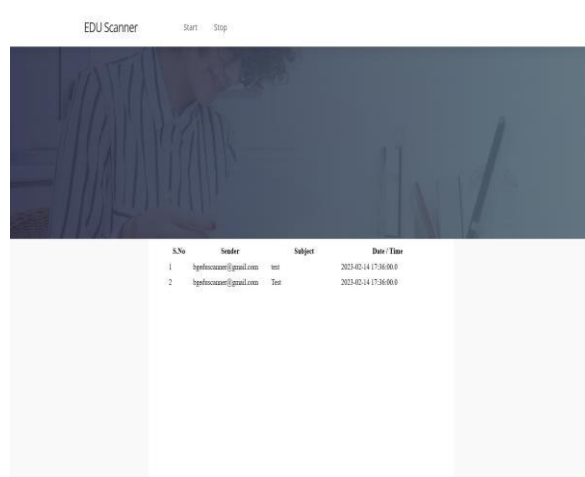 EDU Scanner Start Stop
S.No Sender Subject Date / Time
1 test 2023-02-14 17:36:00.0
2 Test 2023-02-14 17:36:00.0